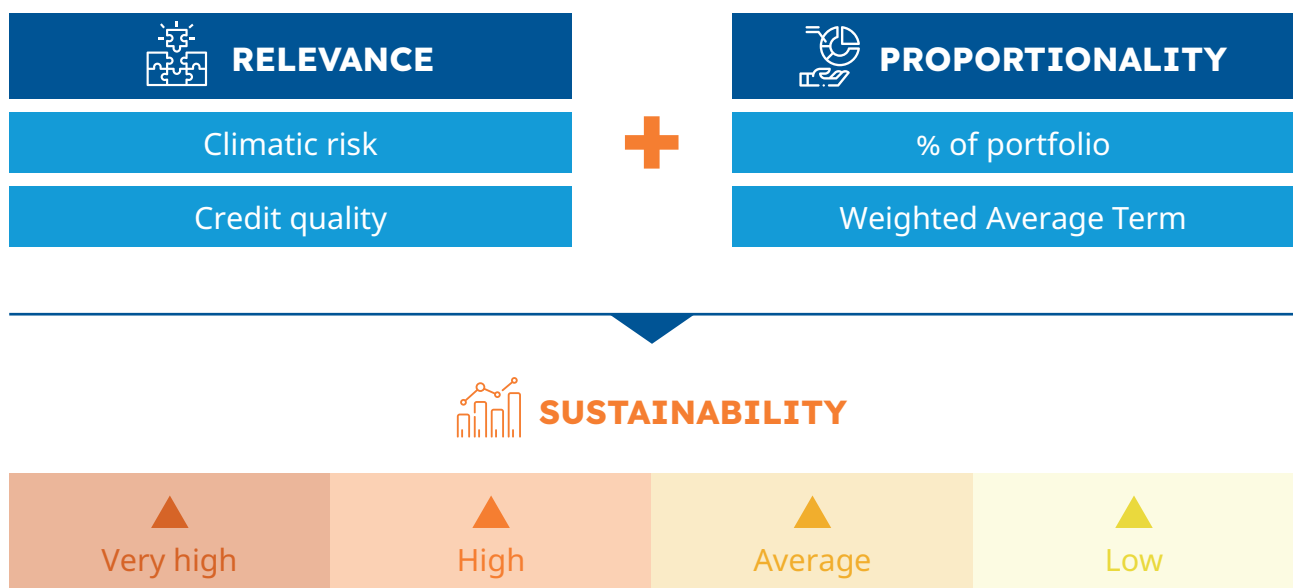 RELEVANCE
Climatic risk
Credit quality
PROPORTIONALITY
% of portfolio
Weighted Average Term
SUSTAINABILITY
Very high
High
Average
Low